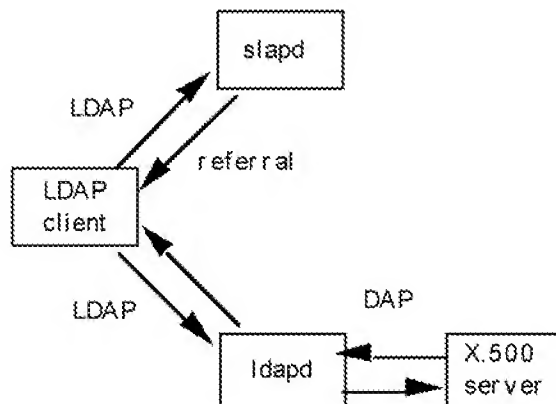 slapd
LDAP
referral
LDAP
client
LDAP
DAP
ldapd
X.500
server